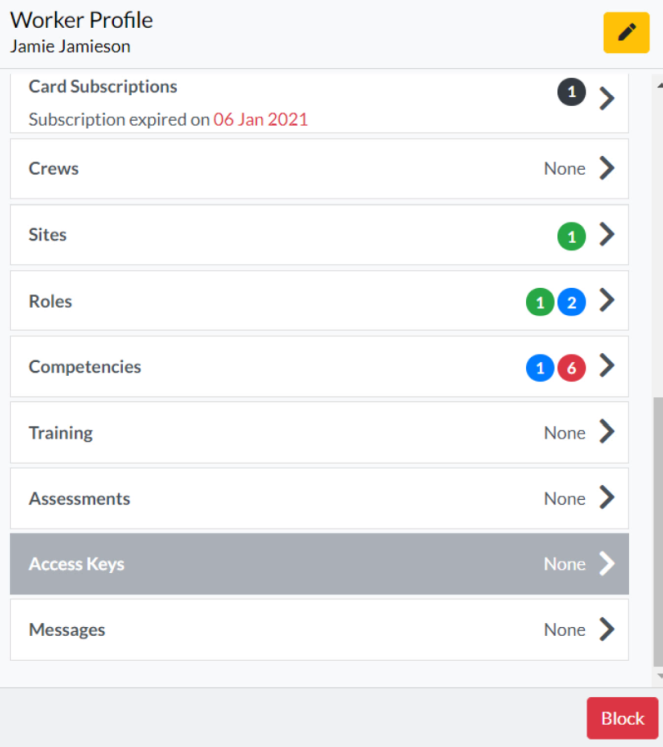 Worker Profile
Jamie Jamieson
Card Subscriptions 1
Subscription expired on 06 Jan 2021
Crews None
Sites 1
Roles 1 2
Competencies 1 6
Training None
Assessments None
Access Keys None
Messages None
Block